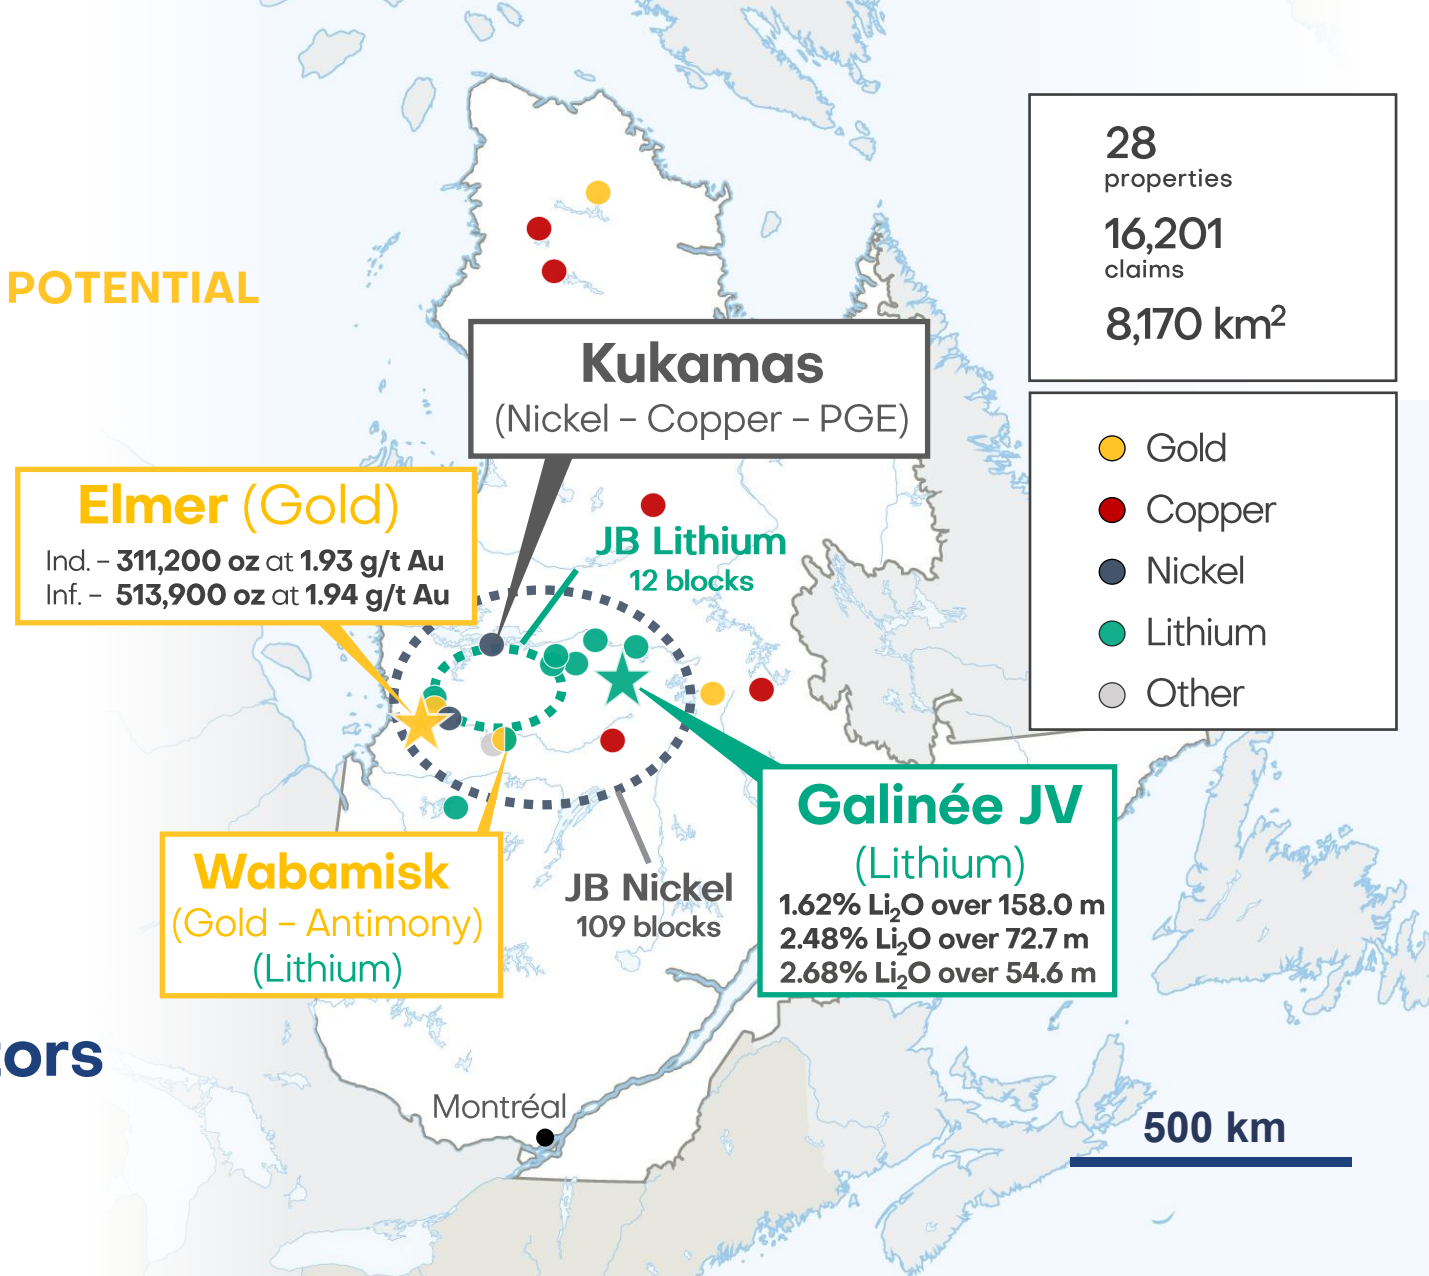 28
properties
16,201
claims
8,170 km²
POTENTIAL
Kukamas
(Nickel – Copper – PGE)
Gold
Copper
Nickel
Lithium
Other
Elmer (Gold)
Ind. – 311,200 oz at 1.93 g/t Au
Inf. – 513,900 oz at 1.94 g/t Au
JB Lithium
12 blocks
Galinée JV
(Lithium)
1.62% Li₂O over 158.0 m
2.48% Li₂O over 72.7 m
2.68% Li₂O over 54.6 m
Wabamisk
(Gold – Antimony)
(Lithium)
JB Nickel
109 blocks
Montréal
500 km